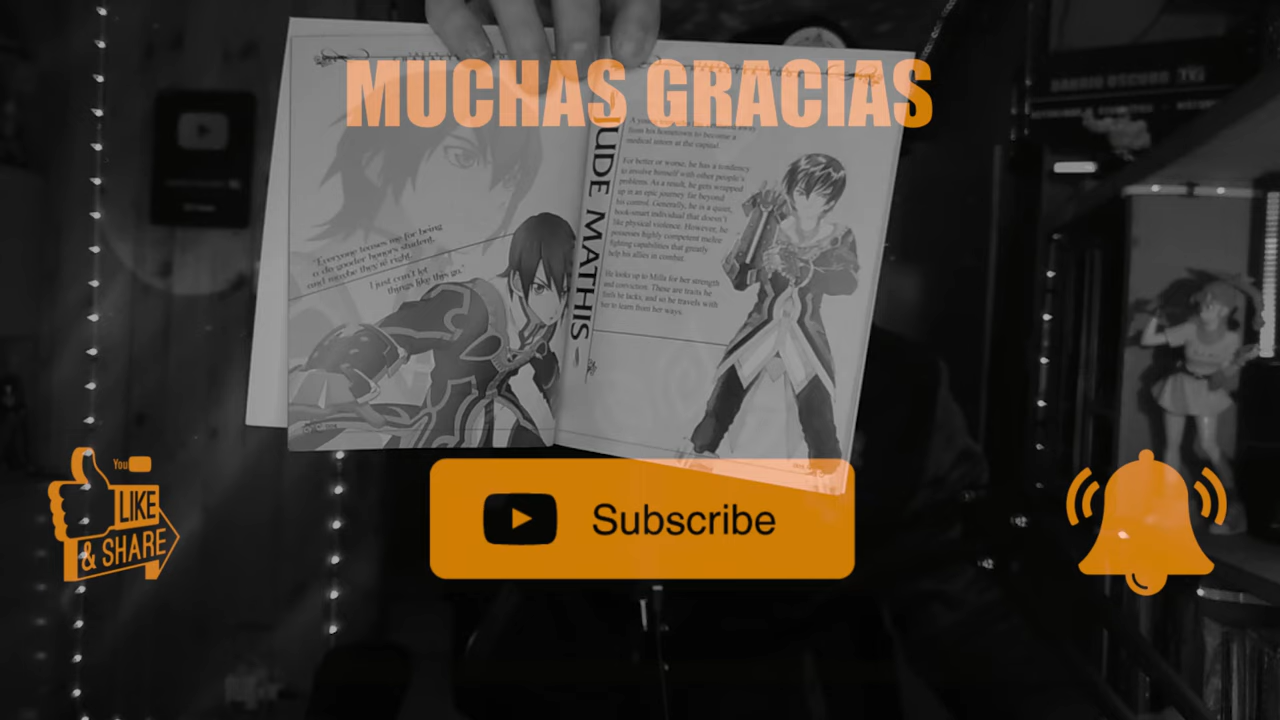 MUCHAS GRACIAS
JUDE MATHIS
"Everyone teases me for being
a do gooder honors student,
and maybe they're right.
I just can't let
things like this go."
from his hometown to become a
medical intern at the capital.
For better or worse, he has a tendency
to involve himself with other people's
problems. As a result, he gets wrapped
up in an epic journey far beyond
his control. Generally, he is a quiet,
book-smart individual that doesn't
like physical violence. However, he
possesses highly competent melee
fighting capabilities that greatly
help his allies in combat.
He looks up to Milla for her strength
and conviction. These are traits he
feels he lacks, and so he travels with
her to learn from her ways.
You
LIKE
& SHARE
Subscribe